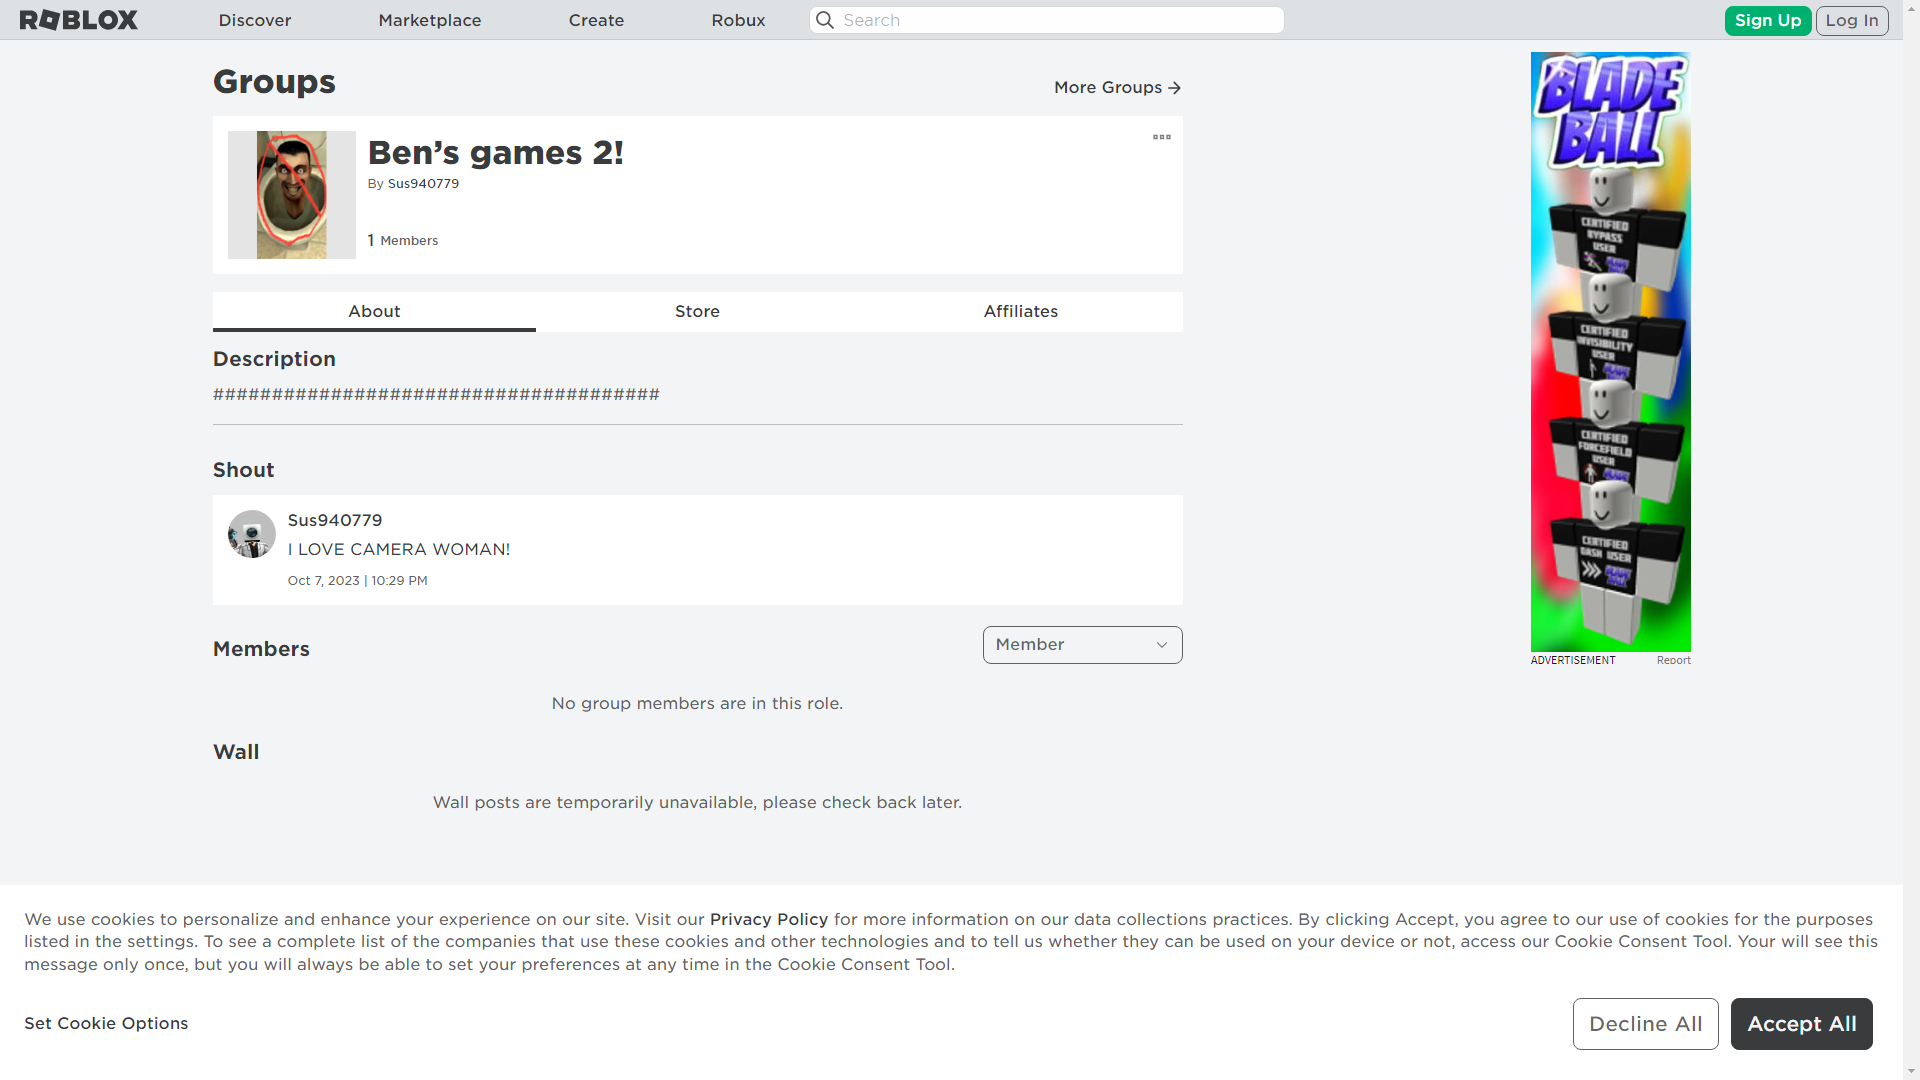 ROBLOX
Discover
Marketplace
Create
Robux
Search
Sign Up
Log In
Groups
More Groups
Ben’s games 2!
By Sus940779
1 Members
About
Store
Affiliates
Description
######################################
Shout
Sus940779
I LOVE CAMERA WOMAN!
Oct 7, 2023 | 10:29 PM
Members
Member
No group members are in this role.
Wall
Wall posts are temporarily unavailable, please check back later.
BLADE
BALL
CERTIFIED
BYPASS
USER
BLADE
BALL
CERTIFIED
INVISIBILITY
USER
BLADE
BALL
CERTIFIED
FORCEFIELD
USER
BLADE
BALL
CERTIFIED
DASH USER
BLADE
BALL
ADVERTISEMENT
Report
We use cookies to personalize and enhance your experience on our site. Visit our Privacy Policy for more information on our data collections practices. By clicking Accept, you agree to our use of cookies for the purposes
listed in the settings. To see a complete list of the companies that use these cookies and other technologies and to tell us whether they can be used on your device or not, access our Cookie Consent Tool. Your will see this
message only once, but you will always be able to set your preferences at any time in the Cookie Consent Tool.
Set Cookie Options
Decline All
Accept All